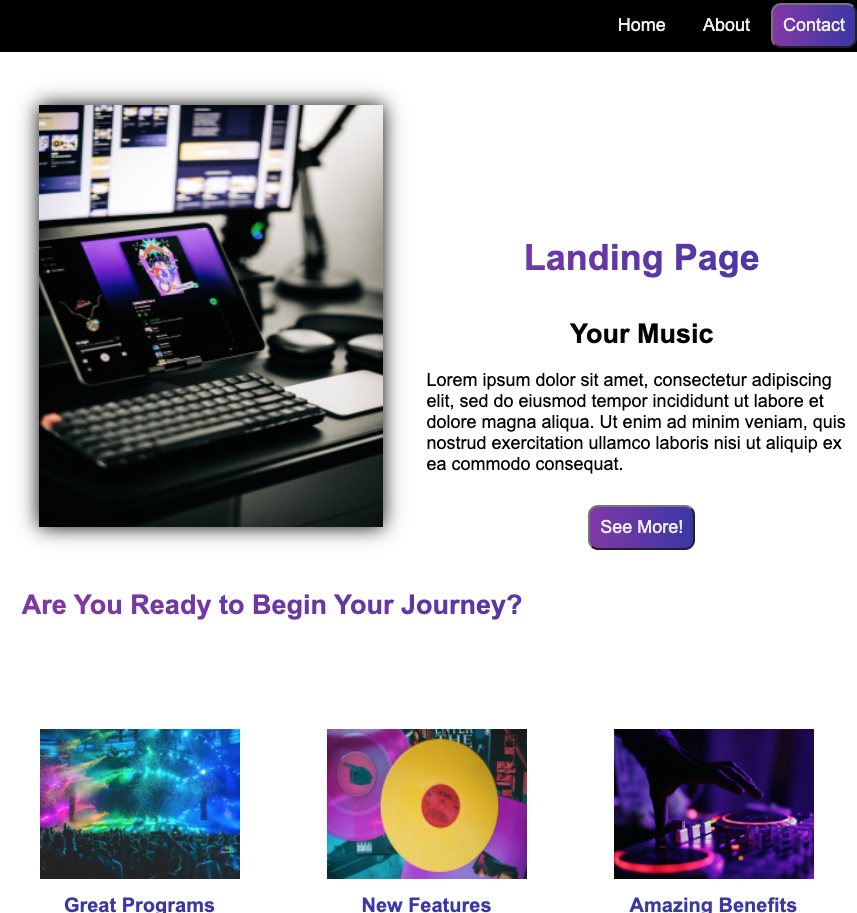 Home About Contact
Landing Page
Your Music
Lorem ipsum dolor sit amet, consectetur adipiscing
elit, sed do eiusmod tempor incididunt ut labore et
dolore magna aliqua. Ut enim ad minim veniam, quis
nostrud exercitation ullamco laboris nisi ut aliquip ex
ea commodo consequat.
See More!
Are You Ready to Begin Your Journey?
ENTER
THE
Great Programs New Features Amazing Benefits